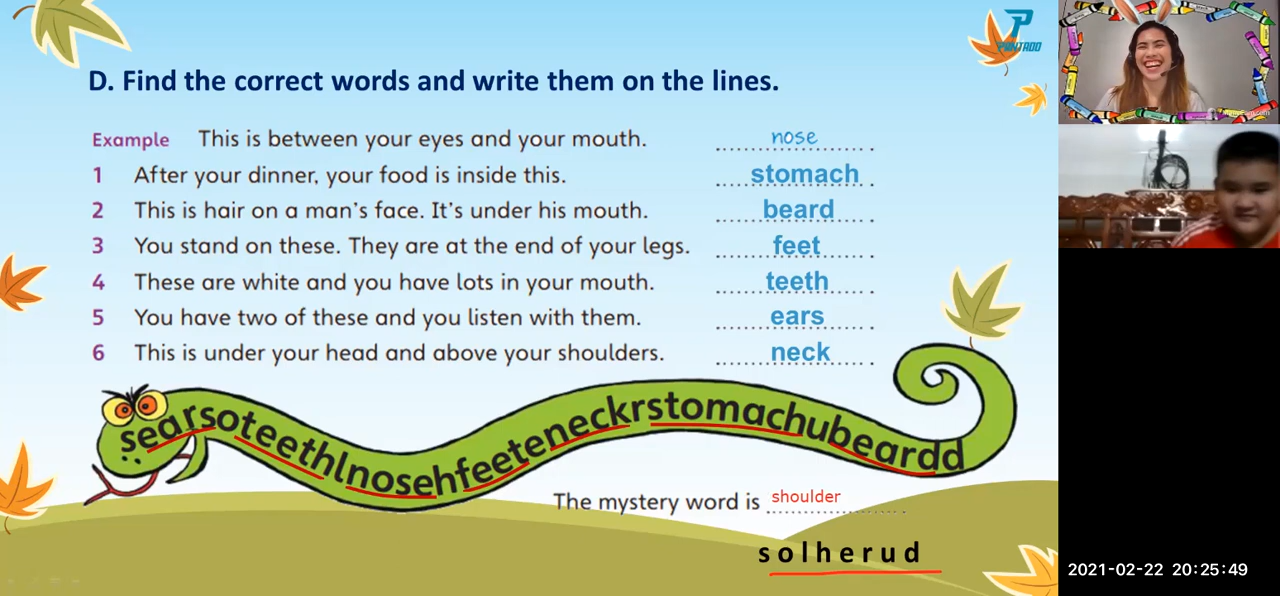 PANTADO
D. Find the correct words and write them on the lines.
Example This is between your eyes and your mouth. nose
1 After your dinner, your food is inside this. stomach
2 This is hair on a man's face. It's under his mouth. beard
3 You stand on these. They are at the end of your legs. feet
4 These are white and you have lots in your mouth. teeth
5 You have two of these and you listen with them. ears
6 This is under your head and above your shoulders. neck
searsoteethlnosehfeeteneckrstomachubeardd
The mystery word is shoulder
s o l h e r u d
2021-02-22 20:25:49